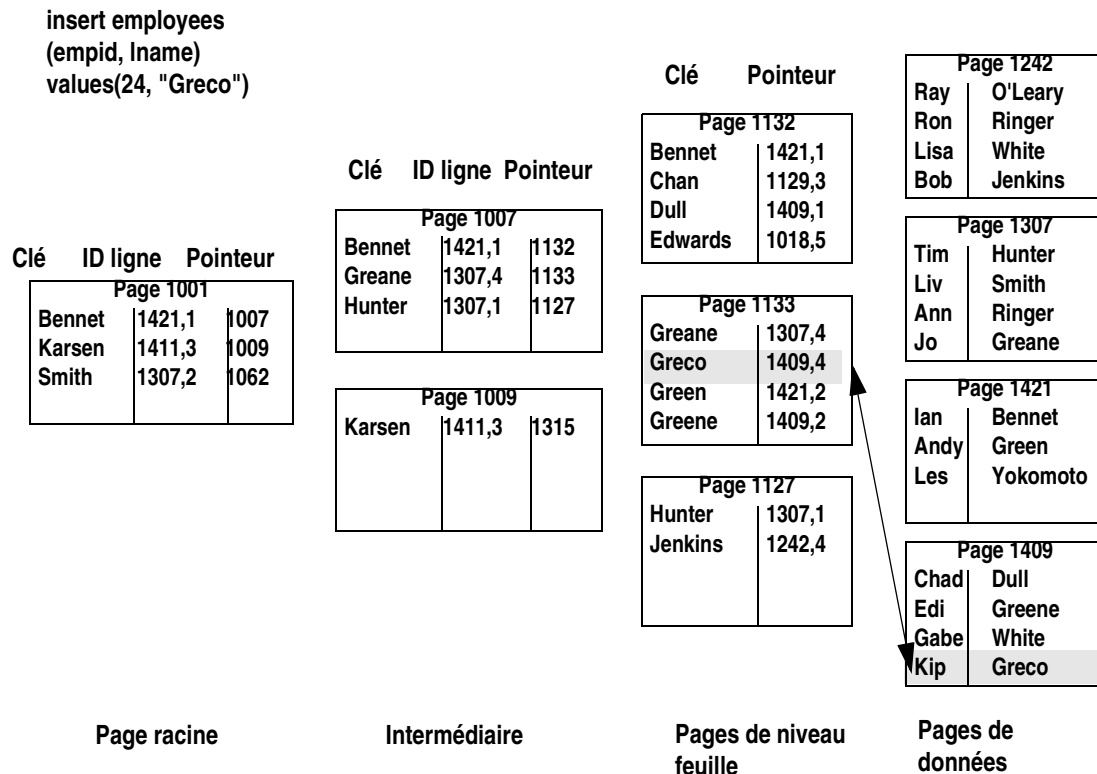 insert employees
(empid, lname)
values(24, "Greco")
Clé ID ligne Pointeur
Page 1001
Bennet 1421,1 1007
Karsen 1411,3 1009
Smith 1307,2 1062
Page racine
Clé ID ligne Pointeur
Page 1007
Bennet 1421,1 1132
Greane 1307,4 1133
Hunter 1307,1 1127
Page 1009
Karsen 1411,3 1315
Intermédiaire
Clé Pointeur
Page 1132
Bennet 1421,1
Chan 1129,3
Dull 1409,1
Edwards 1018,5
Page 1133
Greane 1307,4
Greco 1409,4
Green 1421,2
Greene 1409,2
Page 1127
Hunter 1307,1
Jenkins 1242,4
Pages de niveau
feuille
Page 1242
Ray O'Leary
Ron Ringer
Lisa White
Bob Jenkins
Page 1307
Tim Hunter
Liv Smith
Ann Ringer
Jo Greane
Page 1421
Ian Bennet
Andy Green
Les Yokomoto
Page 1409
Chad Dull
Edi Greene
Gabe White
Kip Greco
Pages de
données